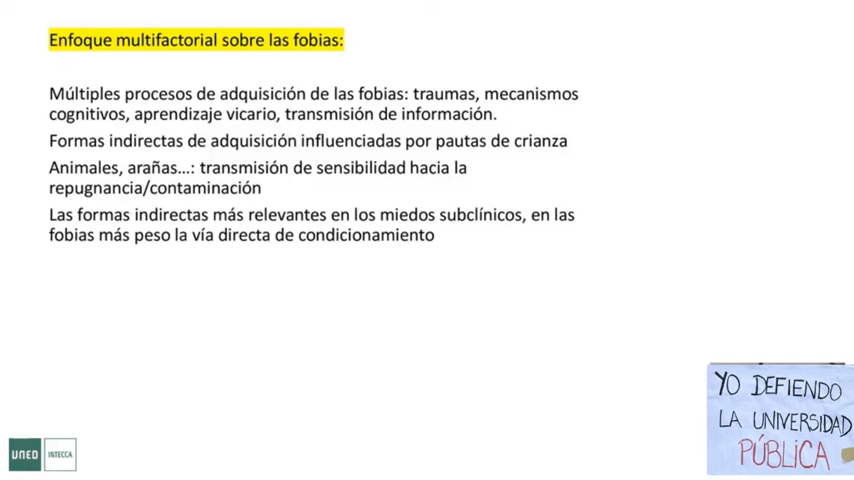 Enfoque multifactorial sobre las fobias:
Múltiples procesos de adquisición de las fobias: traumas, mecanismos
cognitivos, aprendizaje vicario, transmisión de información.
Formas indirectas de adquisición influenciadas por pautas de crianza
Animales, arañas...: transmisión de sensibilidad hacia la
repugnancia/contaminación
Las formas indirectas más relevantes en los miedos subclínicos, en las
fobias más peso la vía directa de condicionamiento
UNED INTECCA
YO DEFIENDO
LA UNIVERSIDAD
PÚBLICA